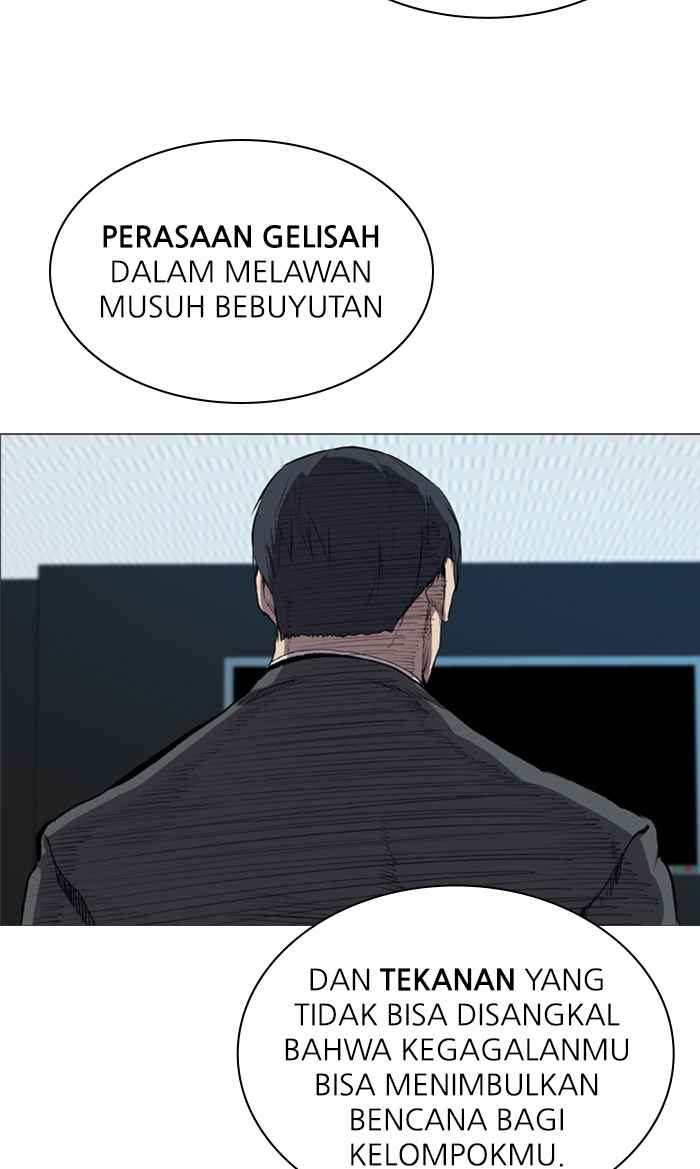 PERASAAN GELISAH
DALAM MELAWAN
MUSUH BEBUYUTAN
DAN TEKANAN YANG
TIDAK BISA DISANGKAL
BAHWA KEGAGALANMU
BISA MENIMBULKAN
BENCANA BAGI
KELOMPOKMU.